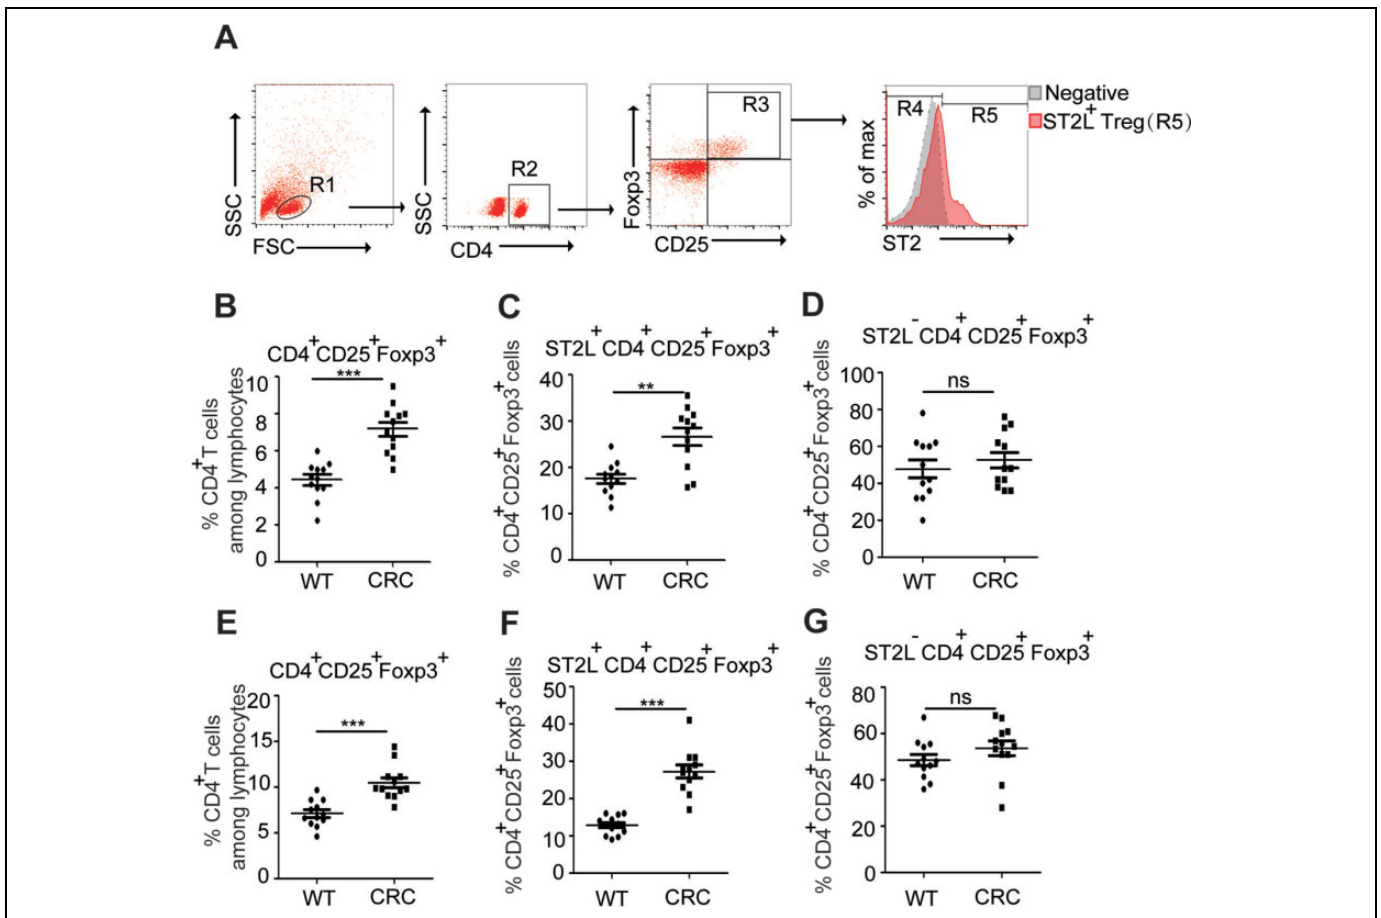 A
SSC
R1
FSC
SSC
R2
CD4
Foxp3
R3
CD25
% of max
R4
R5
ST2
Negative
ST2L⁺ Treg(R5)
B
CD4⁺CD25⁺Foxp3⁺
***
% CD4⁺T cells
among lymphocytes
10
8
6
4
2
0
WT
CRC
C
ST2L⁺ CD4⁺ CD25⁺ Foxp3⁺
**
% CD4⁺ CD25⁺ Foxp3⁺ cells
40
30
20
10
0
WT
CRC
D
ST2L⁻ CD4⁺ CD25⁺ Foxp3⁺
ns
% CD4⁺ CD25⁺ Foxp3⁺ cells
100
80
60
40
20
0
WT
CRC
E
CD4⁺CD25⁺Foxp3⁺
***
% CD4⁺T cells
among lymphocytes
20
15
10
5
0
WT
CRC
F
ST2L⁺ CD4⁺ CD25⁺ Foxp3⁺
***
% CD4⁺ CD25⁺ Foxp3⁺ cells
50
40
30
20
10
0
WT
CRC
G
ST2L⁻ CD4⁺ CD25⁺ Foxp3⁺
ns
% CD4⁺ CD25⁺ Foxp3⁺ cells
80
60
40
20
0
WT
CRC